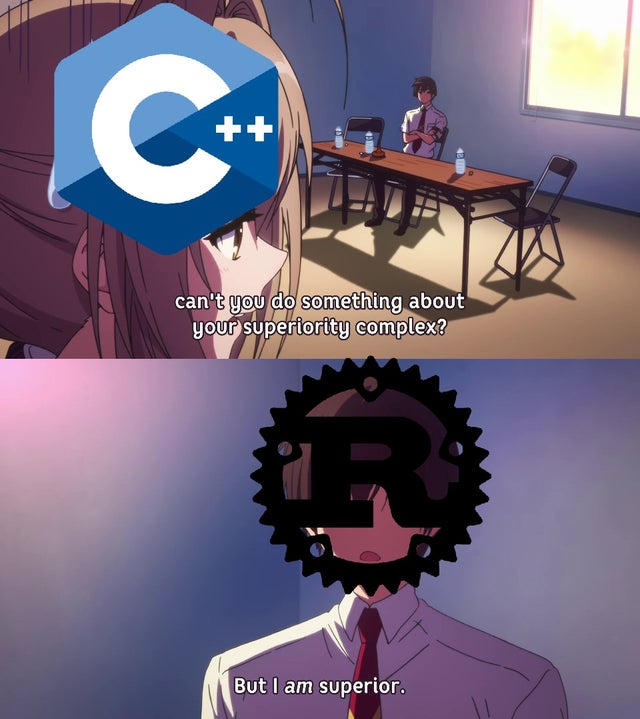 C++
can't you do something about
your superiority complex?
R
But I am superior.